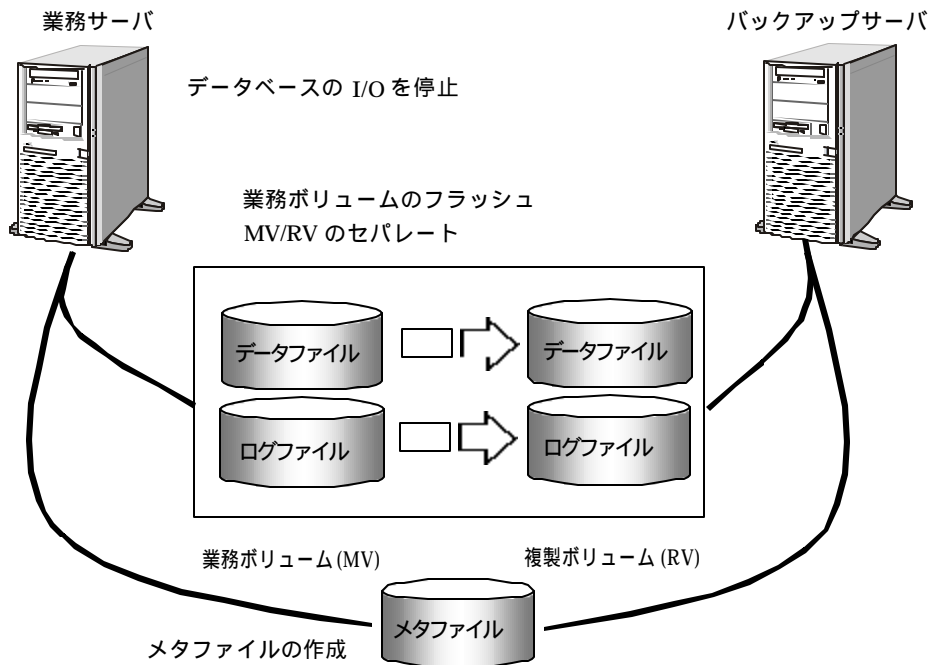 業務サーバ
バックアップサーバ
データベースの I/O を停止
業務ボリュームのフラッシュ
MV/RV のセパレート
データファイル
データファイル
ログファイル
ログファイル
業務ボリューム(MV)
複製ボリューム(RV)
メタファイル
メタファイルの作成